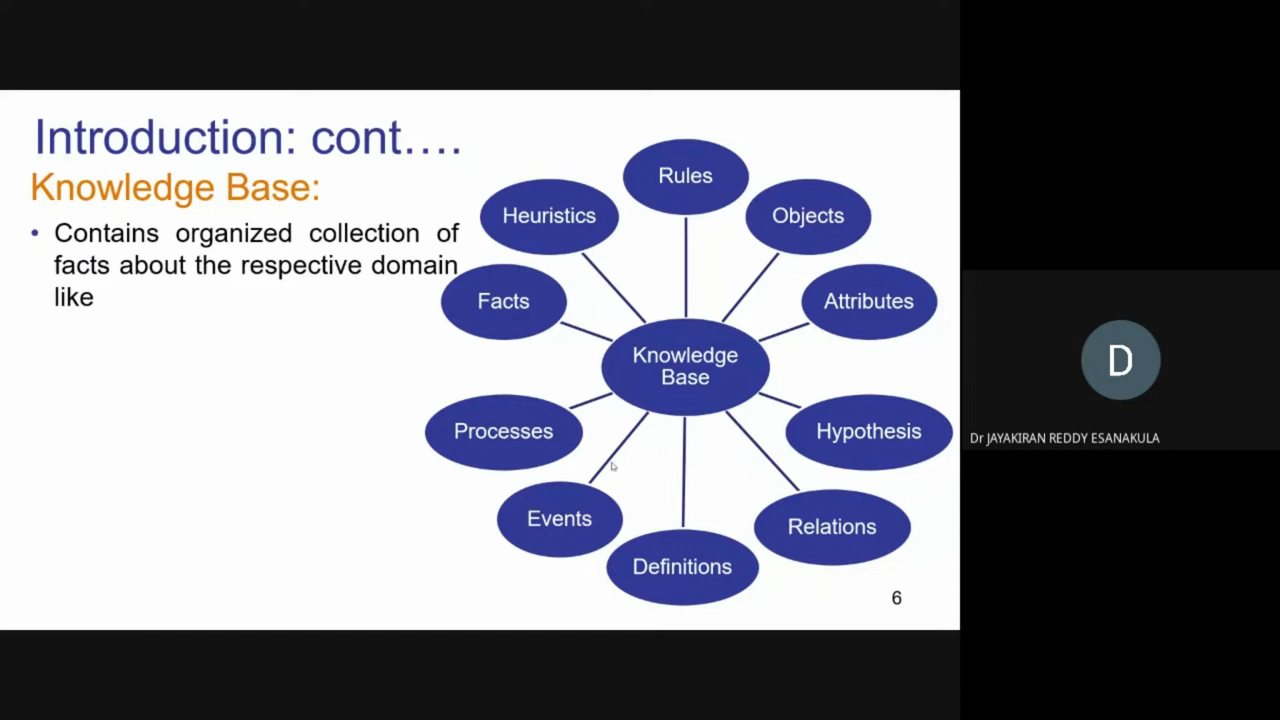 Introduction: cont....
Knowledge Base:
• Contains organized collection of
facts about the respective domain
like
Rules
Heuristics
Objects
Facts
Attributes
Knowledge
Base
Processes
Hypothesis
Events
Relations
Definitions
6
D
Dr JAYAKIRAN REDDY ESANAKULA